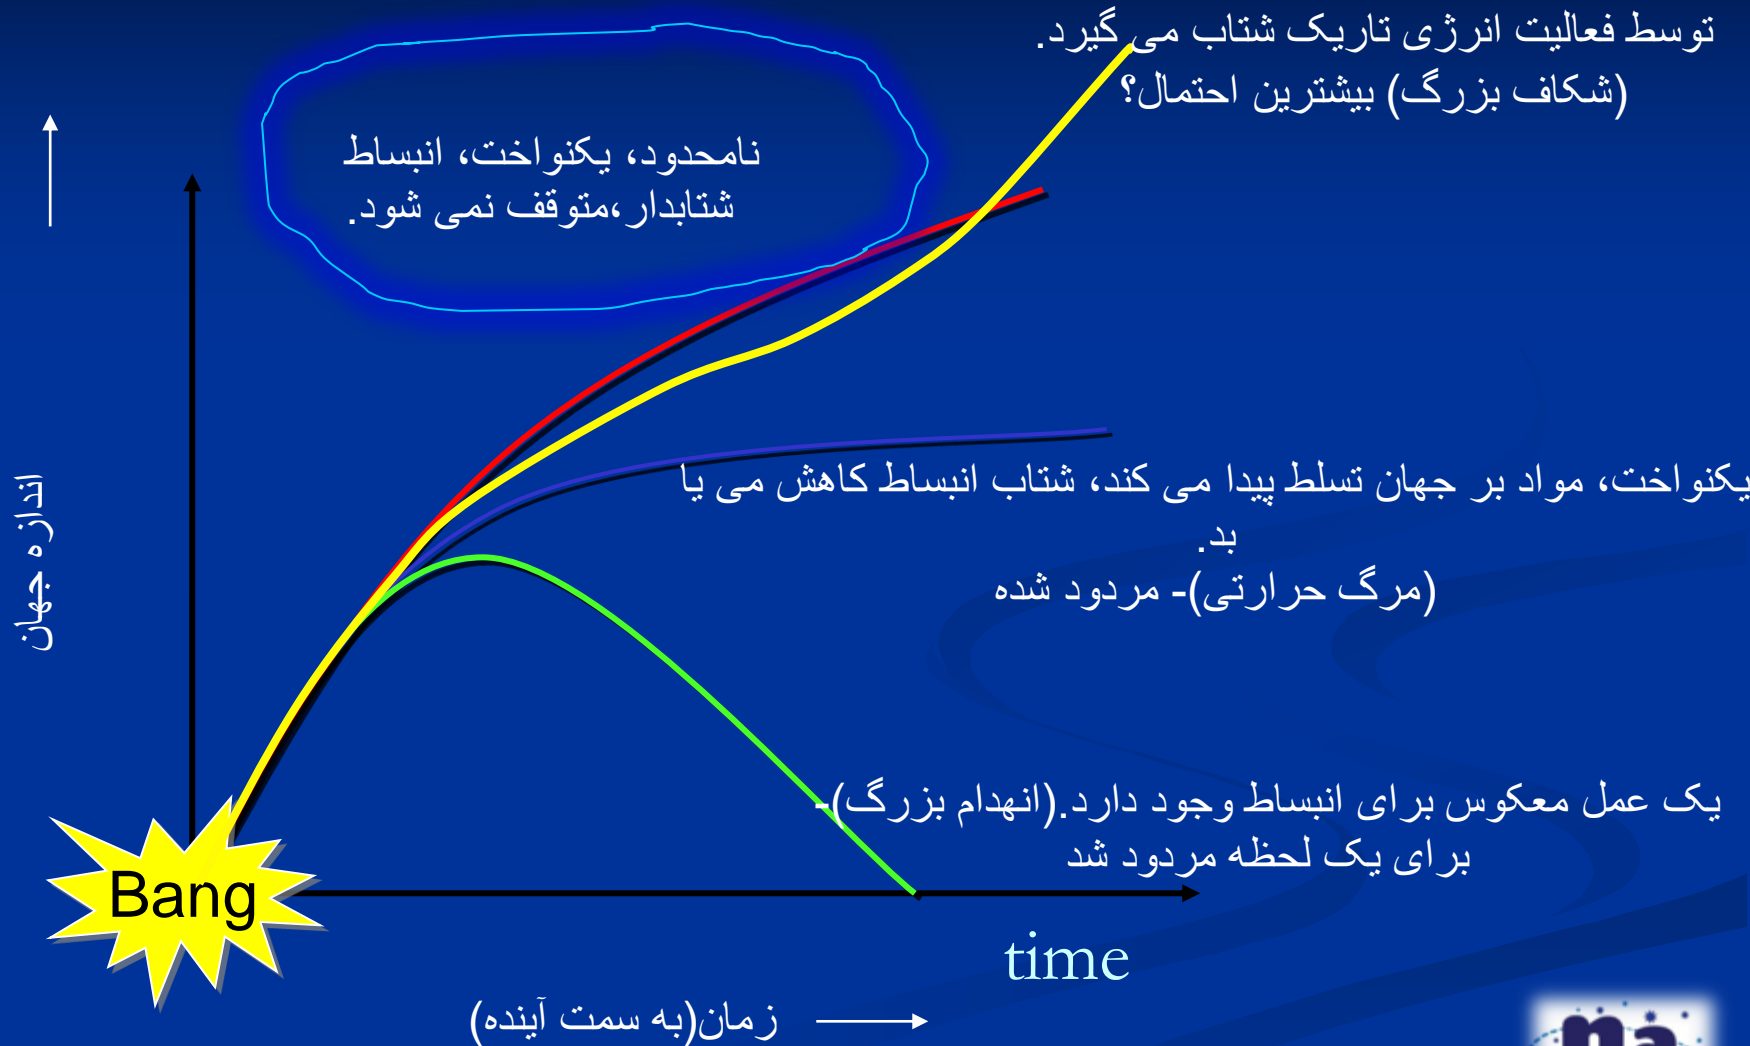 توسط فعالیت انرژی تاریک شتاب می گیرد.
(شکاف بزرگ) بیشترین احتمال؟
نامحدود، یکنواخت، انبساط
شتابدار،متوقف نمی شود.
اندازه جهان
یکنواخت، مواد بر جهان تسلط پیدا می کند، شتاب انبساط کاهش می یا
بد.
(مرگ حرارتی)- مردود شده
یک عمل معکوس برای انبساط وجود دارد.(انهدام بزرگ)-
برای یک لحظه مردود شد
Bang
time
زمان(به سمت آینده)